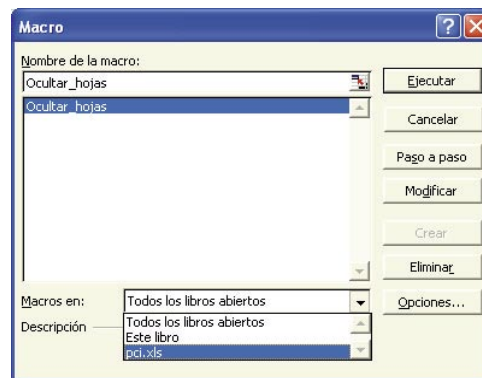 Macro
Nombre de la macro:
Ocultar_hojas
Ocultar_hojas
Ejecutar
Cancelar
Paso a paso
Modificar
Crear
Eliminar
Opciones...
Macros en:
Todos los libros abiertos
Descripción
Todos los libros abiertos
Este libro
pci.xls